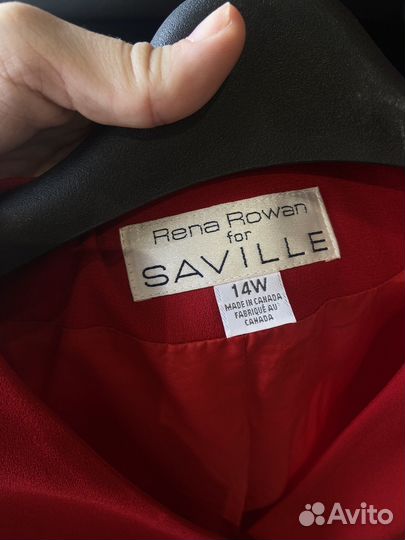 Rena Rowan
for
SAVILLE
14W
MADE IN CANADA
FABRIQUÉ AU
CANADA
Avito